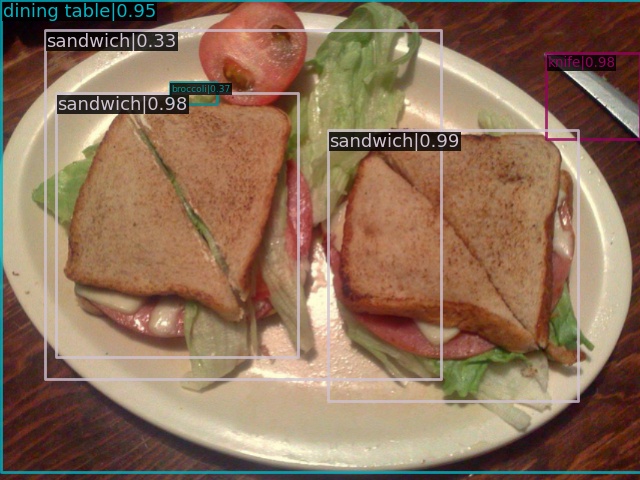 dining table|0.95
sandwich|0.33
knife|0.98
broccoli|0.37
sandwich|0.98
sandwich|0.99